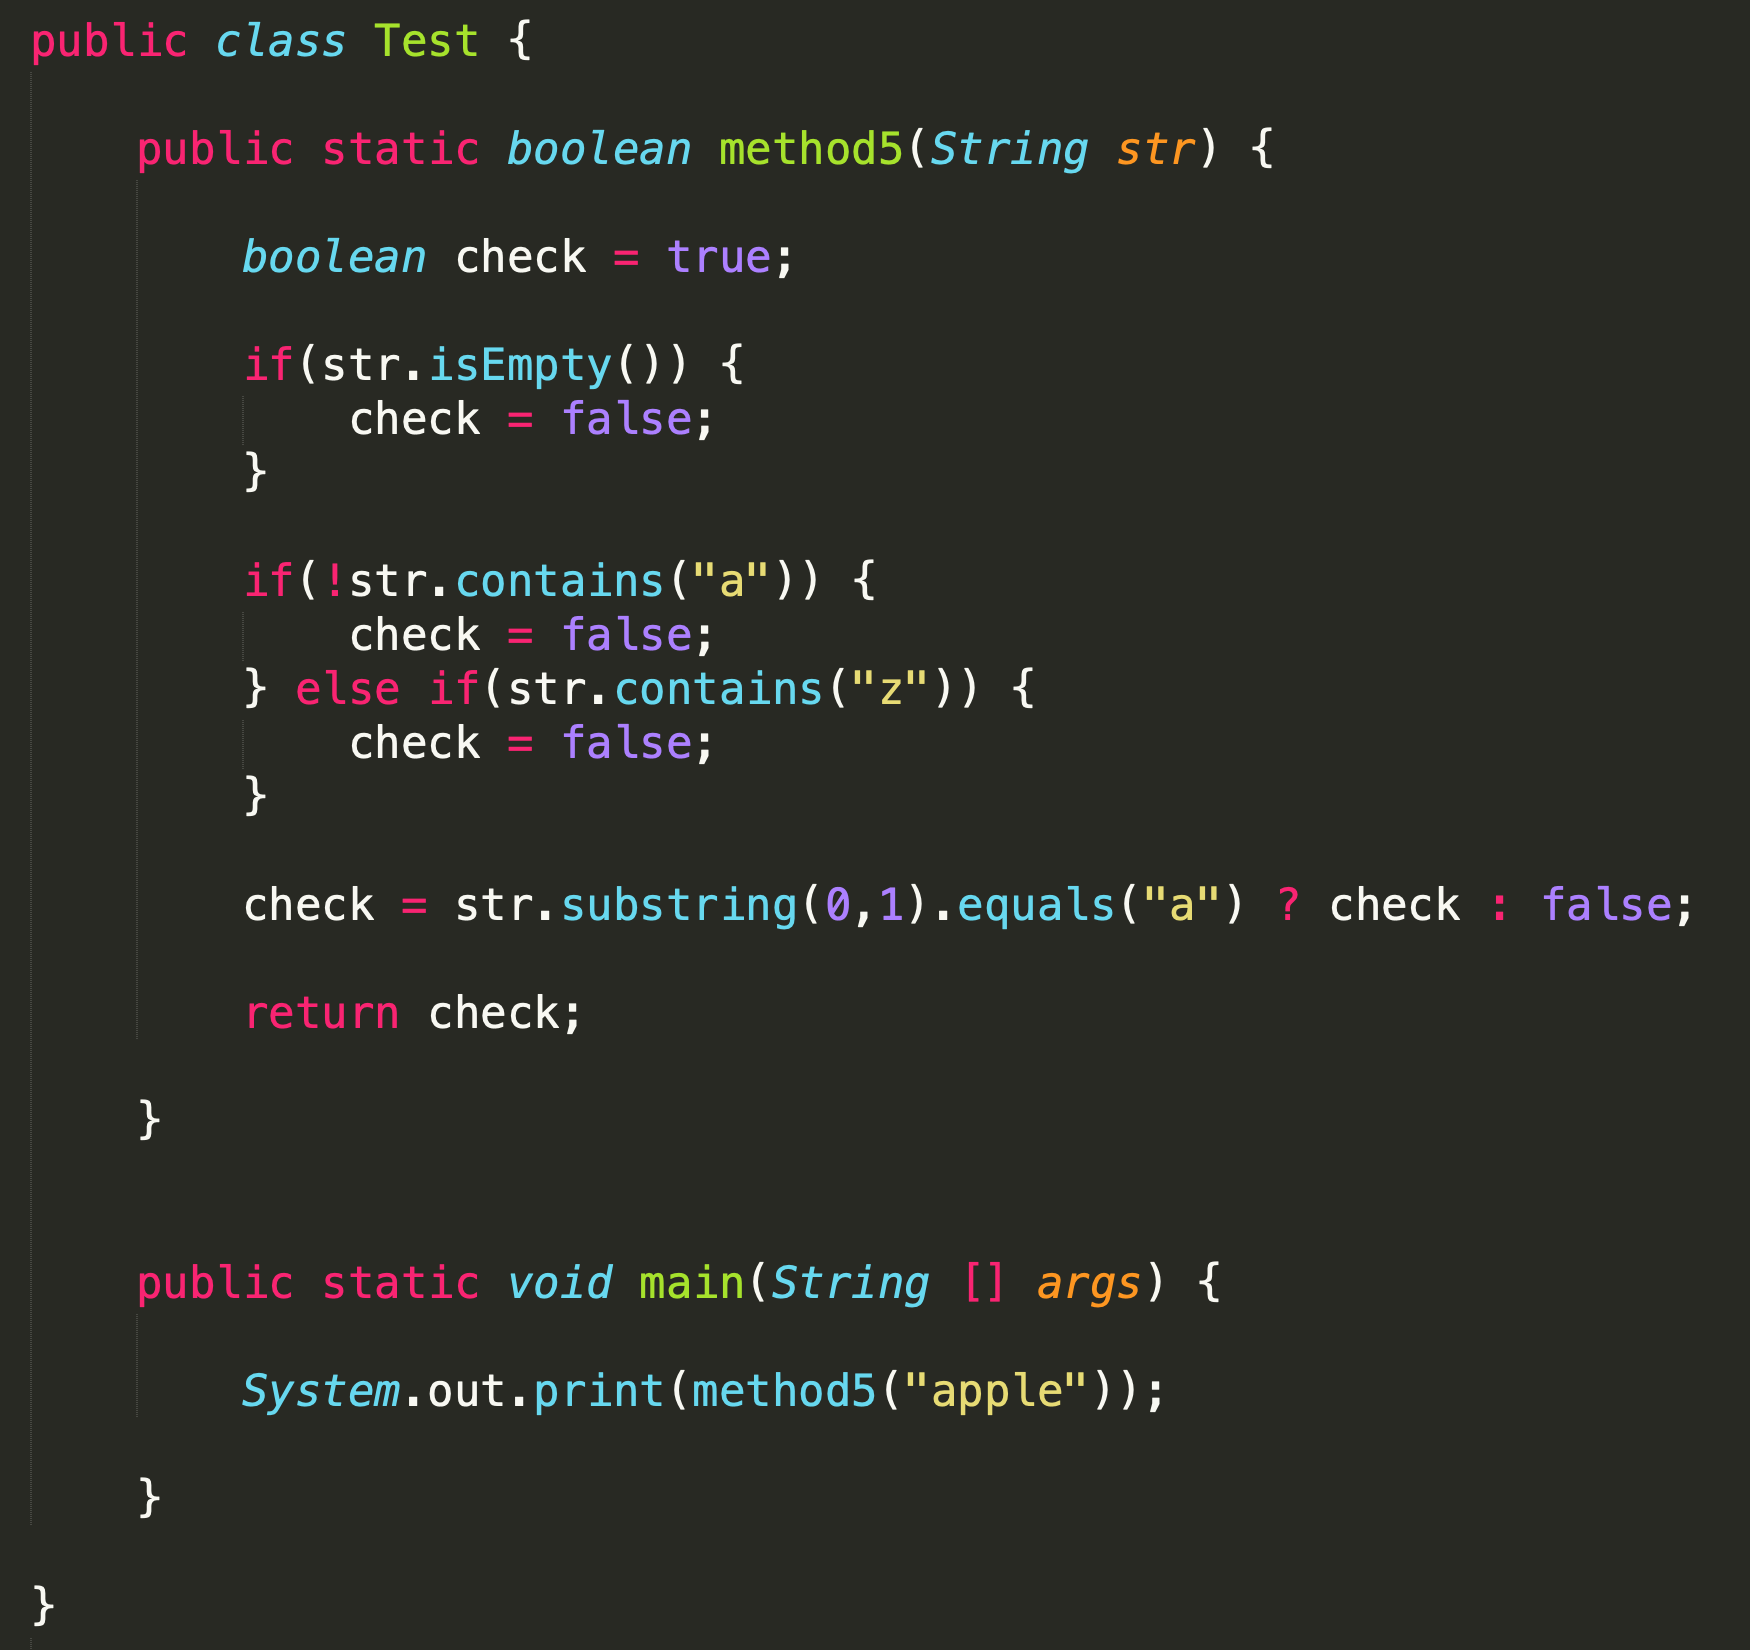 public class Test {
public static boolean method5(String str) {
boolean check = true;
if(str.isEmpty()) {
check = false;
}
if(!str.contains("a")) {
check = false;
} else if(str.contains("z")) {
check = false;
}
check = str.substring(0,1).equals("a") ? check : false;
return check;
}
public static void main(String [] args) {
System.out.print(method5("apple"));
}
}